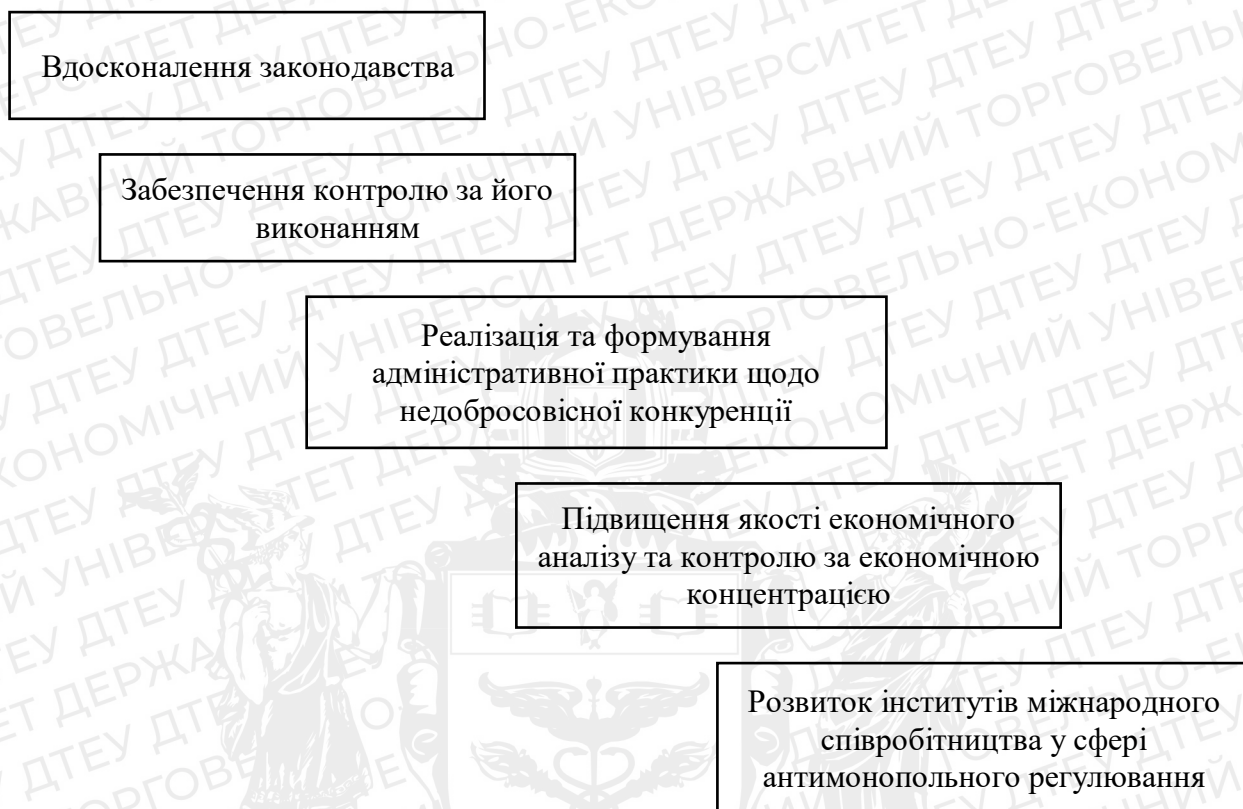 Вдосконалення законодавства
Забезпечення контролю за його
виконанням
Реалізація та формування
адміністративної практики щодо
недобросовісної конкуренції
Підвищення якості економічного
аналізу та контролю за економічною
концентрацією
Розвиток інститутів міжнародного
співробітництва у сфері
антимонопольного регулювання